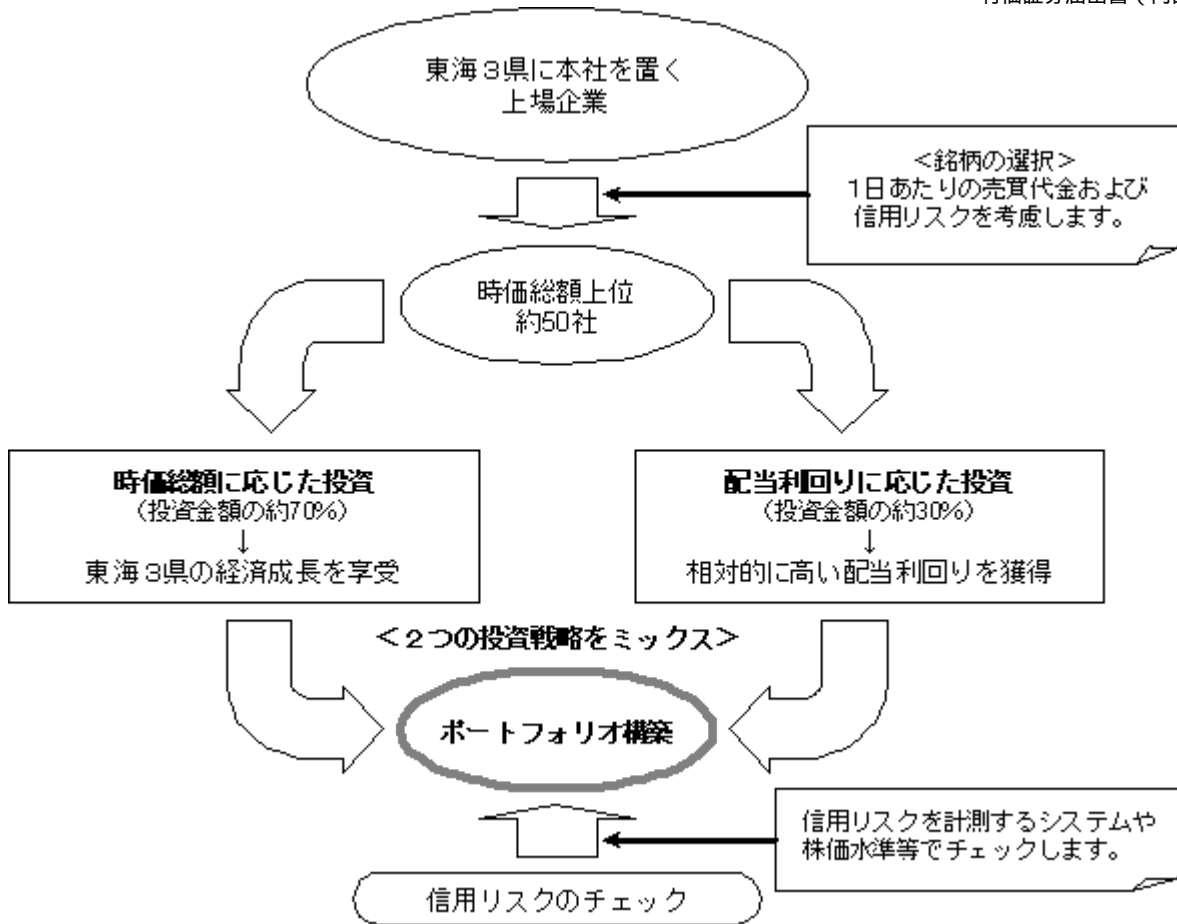 東海3県に本社を置く
上場企業
＜銘柄の選択＞
1日あたりの売買代金および
信用リスクを考慮します。
時価総額上位
約50社
時価総額に応じた投資
（投資金額の約70%）
↓
東海3県の経済成長を享受
配当利回りに応じた投資
（投資金額の約30%）
↓
相対的に高い配当利回りを獲得
＜２つの投資戦略をミックス＞
ポートフォリオ構築
信用リスクを計測するシステムや
株価水準等でチェックします。
信用リスクのチェック